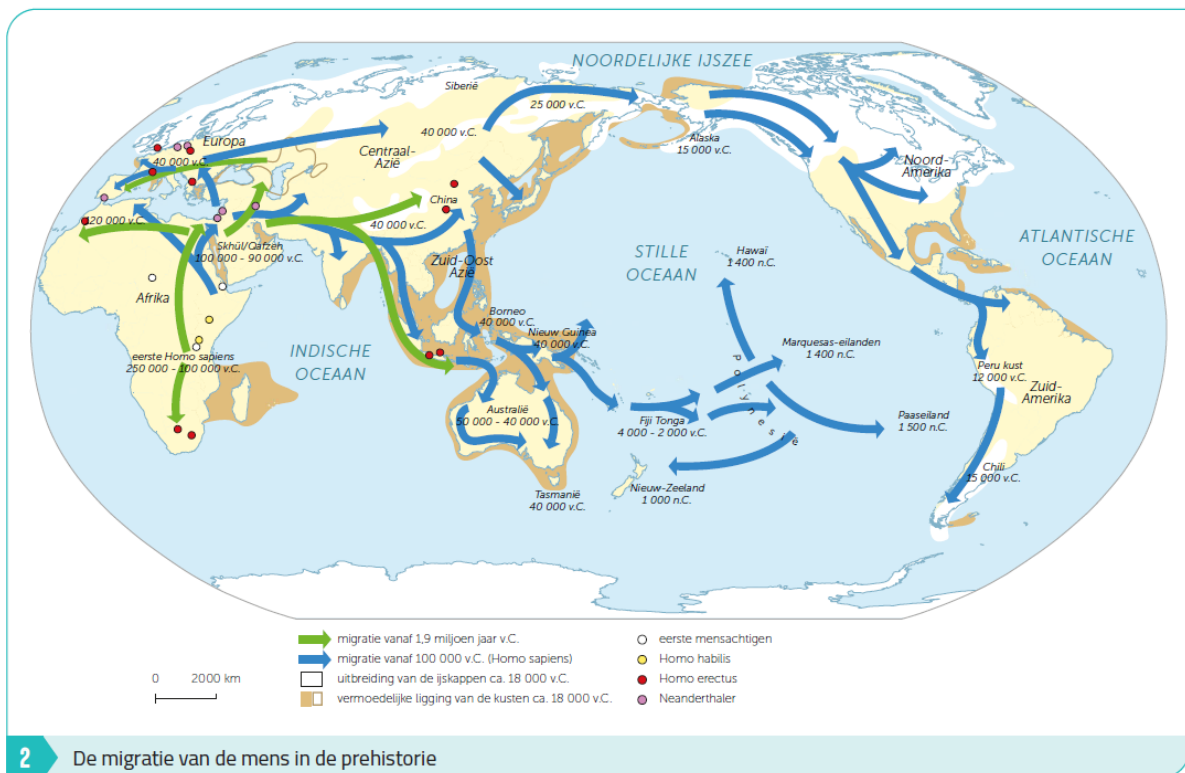 NOORDELIJKE IJSZEE
Siberië
25 000 v.C.
40 000 v.C.
Europa
40 000 v.C.
Centraal-
Azië
Alaska
15 000 v.C.
Noord-
Amerika
China
40 000 v.C.
120 000 v.C.
Skhül/Qafzeh
100 000 - 90 000 v.C.
Zuid-Oost
Azië
STILLE
OCEAAN
Hawaï
1 400 n.C.
ATLANTISCHE
OCEAAN
Afrika
Borneo
40 000 v.C.
Nieuw Guinea
40 000 v.C.
INDISCHE
OCEAAN
eerste Homo sapiens
250 000 - 100 000 v.C.
Marquesas-eilanden
1 400 n.C.
Polynesië
Peru kust
12 000 v.C.
Zuid-
Amerika
Australië
50 000 - 40 000 v.C.
Fiji Tonga
4 000 - 2 000 v.C.
Paaseiland
1 500 n.C.
Tasmanië
40 000 v.C.
Nieuw-Zeeland
1 000 n.C.
Chili
15 000 v.C.
0 2000 km
migratie vanaf 1,9 miljoen jaar v.C.
migratie vanaf 100 000 v.C. (Homo sapiens)
uitbreiding van de ijskappen ca. 18 000 v.C.
vermoedelijke ligging van de kusten ca. 18 000 v.C.
eerste mensachtigen
Homo habilis
Homo erectus
Neanderthaler
2 De migratie van de mens in de prehistorie